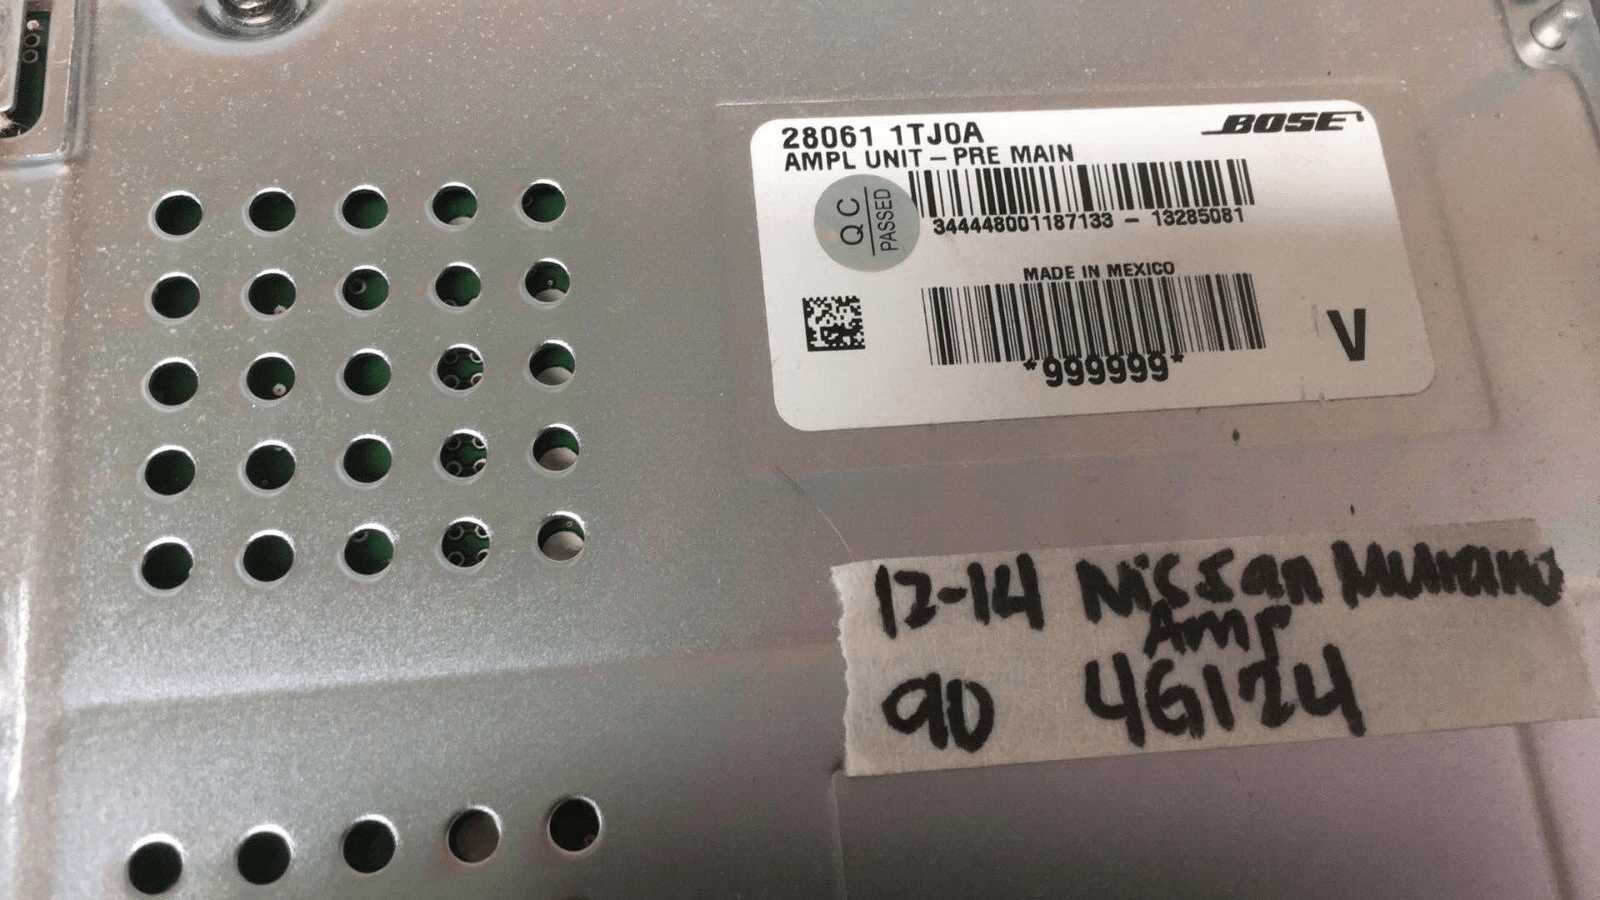 28061 1TJ0A
BOSE
AMPL UNIT – PRE MAIN
QC
PASSED
344448001187133 – 13285081
MADE IN MEXICO
*999999*
V
12-14 Nissan Murano
Amp
90 4G124